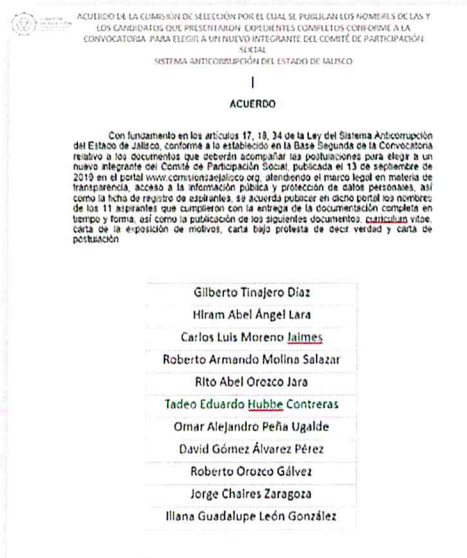 ACUERDO DE LA COMISIÓN DE SELECCIÓN POR EL CUAL SE PUBLICAN LOS NOMBRES DE LAS Y
LOS CANDIDATOS QUE PRESENTARON EXPEDIENTES COMPLETOS CONFORME A LA
CONVOCATORIA PARA ELEGIR A UN NUEVO INTEGRANTE DEL COMITÉ DE PARTICIPACIÓN
SOCIAL
SISTEMA ANTICORRUPCIÓN DEL ESTADO DE JALISCO
ACUERDO
Con fundamento en los artículos 17, 18, 34 de la Ley del Sistema Anticorrupción
del Estado de Jalisco, conforme a lo establecido en la Base Segunda de la Convocatoria
relativo a los documentos que deberán acompañar las postulaciones para elegir a un
nuevo integrante del Comité de Participación Social, publicada el 13 de septiembre de
2019 en el portal www.comisionsaejalisco.org, atendiendo el marco legal en materia de
transparencia, acceso a la información pública y protección de datos personales, así
como la ficha de registro de aspirantes, se acuerda publicar en dicho portal los nombres
de los 11 aspirantes que cumplieron con la entrega de la documentación completa en
tiempo y forma, así como la publicación de los siguientes documentos, curriculum vitae,
carta de la exposición de motivos, carta bajo protesta de decir verdad y carta de
postulación
Gilberto Tinajero Díaz
Hiram Abel Ángel Lara
Carlos Luis Moreno Jaimes
Roberto Armando Molina Salazar
Rito Abel Orozco Jara
Tadeo Eduardo Hubbe Contreras
Omar Alejandro Peña Ugalde
David Gómez Álvarez Pérez
Roberto Orozco Gálvez
Jorge Chaires Zaragoza
Iliana Guadalupe León González